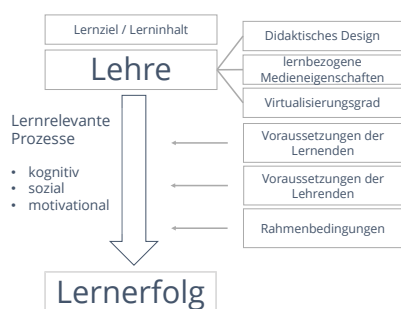 Lernziel / Lerninhalt
Lehre
Didaktisches Design
lernbezogene
Medieneigenschaften
Virtualisierungsgrad
Lernrelevante
Prozesse
• kognitiv
• sozial
• motivational
Voraussetzungen der
Lernenden
Voraussetzungen der
Lehrenden
Rahmenbedingungen
Lernerfolg